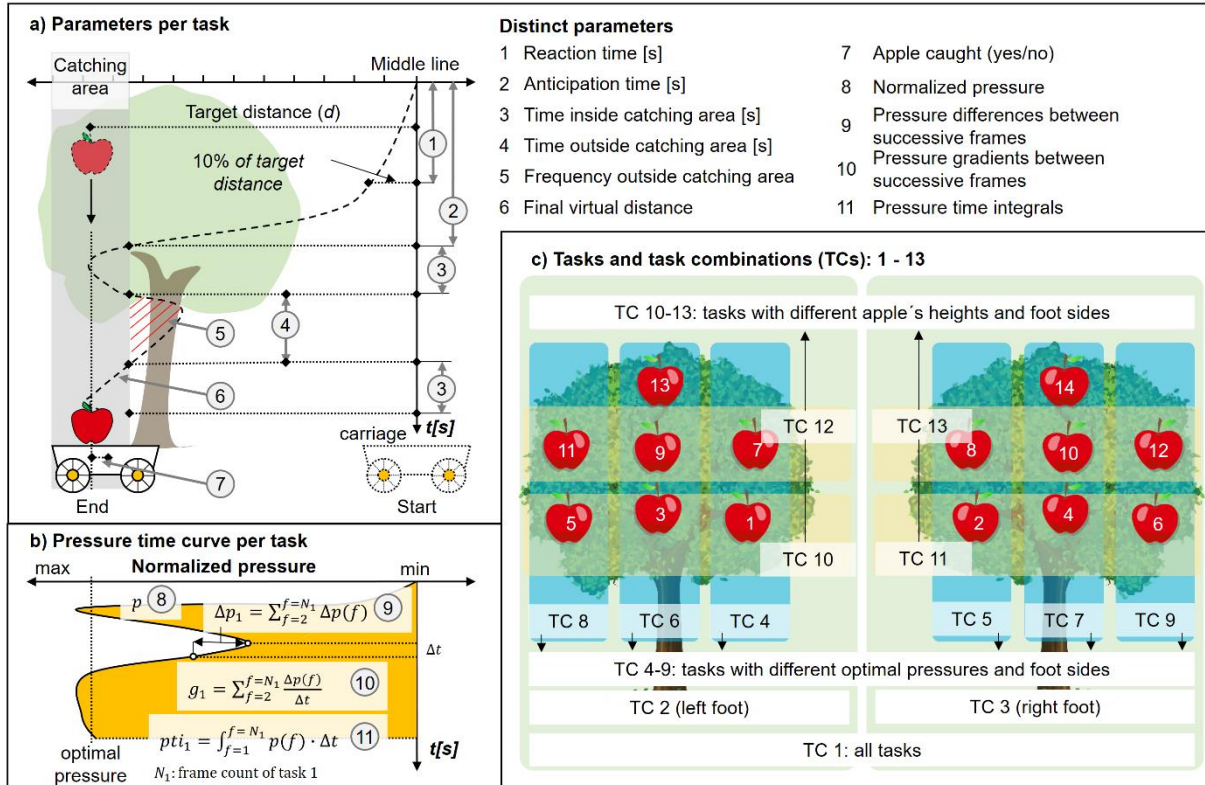 a) Parameters per task
Catching
area
Middle line
Target distance (d)
10% of target
distance
1
2
3
4
5
3
6
7
t[s]
carriage
End
Start
Distinct parameters
1 Reaction time [s]
2 Anticipation time [s]
3 Time inside catching area [s]
4 Time outside catching area [s]
5 Frequency outside catching area
6 Final virtual distance
7 Apple caught (yes/no)
8 Normalized pressure
9 Pressure differences between
successive frames
10 Pressure gradients between
successive frames
11 Pressure time integrals
b) Pressure time curve per task
max
Normalized pressure
min
p 8 Δp₁ = ∑_{f=2}^{f=N₁} Δp(f) 9
Δt
g₁ = ∑_{f=2}^{f=N₁} Δp(f)/Δt 10
pti₁ = ∫_{f=1}^{f=N₁} p(f) · Δt 11
optimal
pressure
t[s]
N₁: frame count of task 1
c) Tasks and task combinations (TCs): 1 - 13
TC 10-13: tasks with different apple´s heights and foot sides
13
14
TC 12
TC 13
11 9 7
8 10 12
5 3 1
2 4 6
TC 10
TC 11
TC 8 TC 6 TC 4
TC 5 TC 7 TC 9
TC 4-9: tasks with different optimal pressures and foot sides
TC 2 (left foot)
TC 3 (right foot)
TC 1: all tasks